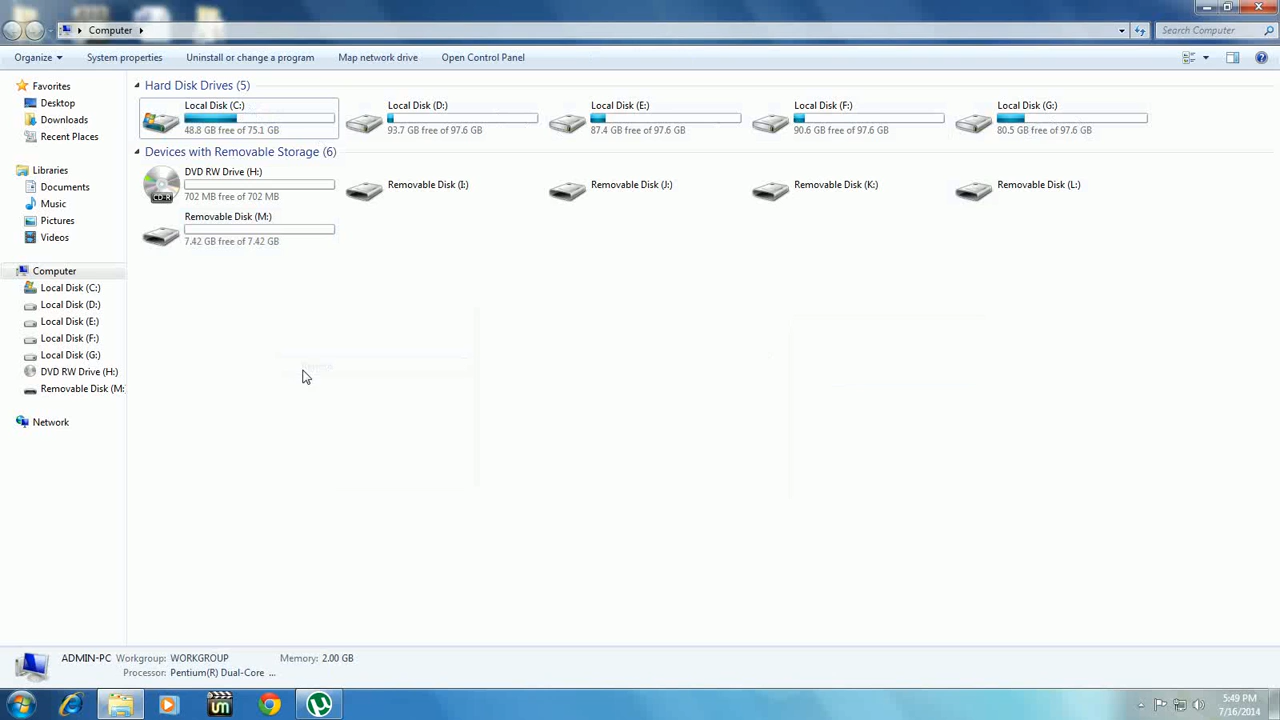 Computer
Search Computer
Organize
System properties
Uninstall or change a program
Map network drive
Open Control Panel
Favorites
Desktop
Downloads
Recent Places
Libraries
Documents
Music
Pictures
Videos
Computer
Local Disk (C:)
Local Disk (D:)
Local Disk (E:)
Local Disk (F:)
Local Disk (G:)
DVD RW Drive (H:)
Removable Disk (M:
Network
Hard Disk Drives (5)
Local Disk (C:)
48.8 GB free of 75.1 GB
Local Disk (D:)
93.7 GB free of 97.6 GB
Local Disk (E:)
87.4 GB free of 97.6 GB
Local Disk (F:)
90.6 GB free of 97.6 GB
Local Disk (G:)
80.5 GB free of 97.6 GB
Devices with Removable Storage (6)
DVD RW Drive (H:)
702 MB free of 702 MB
CD-R
Removable Disk (I:)
Removable Disk (J:)
Removable Disk (K:)
Removable Disk (L:)
Removable Disk (M:)
7.42 GB free of 7.42 GB
ADMIN-PC Workgroup: WORKGROUP Memory: 2.00 GB
Processor: Pentium(R) Dual-Core ...
5:49 PM
7/16/2014